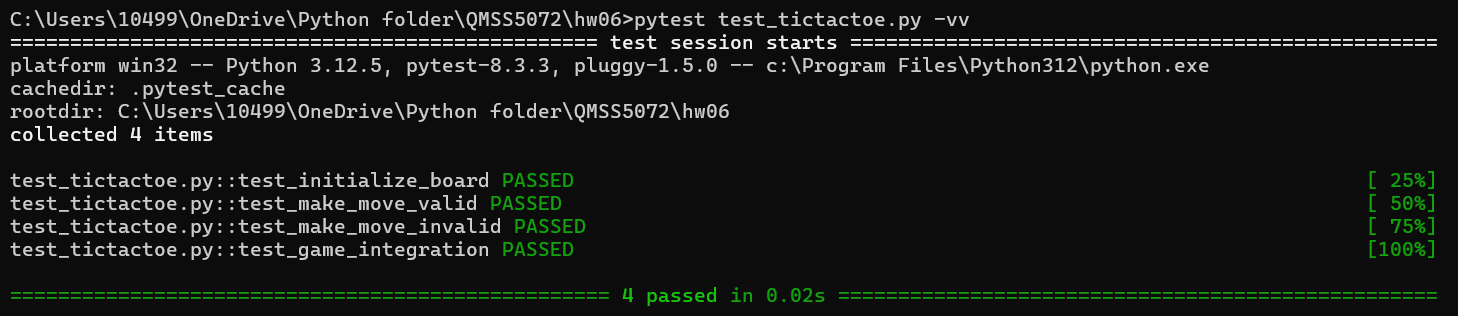 C:\Users\10499\OneDrive\Python folder\QMSS5072\hw06>pytest test_tictactoe.py -vv
================================================= test session starts =================================================
platform win32 -- Python 3.12.5, pytest-8.3.3, pluggy-1.5.0 -- c:\Program Files\Python312\python.exe
cachedir: .pytest_cache
rootdir: C:\Users\10499\OneDrive\Python folder\QMSS5072\hw06
collected 4 items
test_tictactoe.py::test_initialize_board PASSED [ 25%]
test_tictactoe.py::test_make_move_valid PASSED [ 50%]
test_tictactoe.py::test_make_move_invalid PASSED [ 75%]
test_tictactoe.py::test_game_integration PASSED [100%]
================================================== 4 passed in 0.02s ==================================================